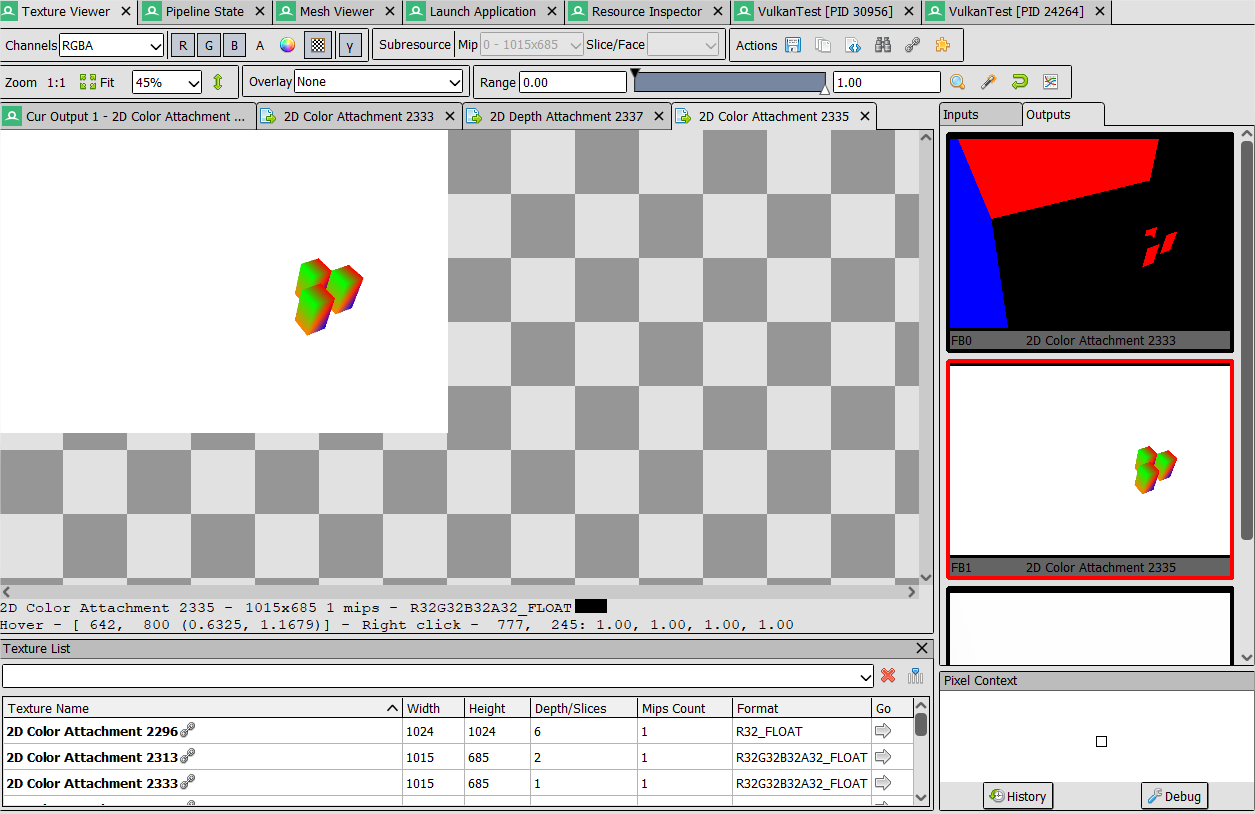 Texture Viewer Pipeline State Mesh Viewer Launch Application Resource Inspector VulkanTest [PID 30956] VulkanTest [PID 24264]
Channels RGBA R G B A γ Subresource Mip 0 - 1015x685 Slice/Face Actions
Zoom 1:1 Fit 45% Overlay None Range 0.00 1.00
Cur Output 1 - 2D Color Attachment ... 2D Color Attachment 2333 2D Depth Attachment 2337 2D Color Attachment 2335
Inputs Outputs
FB0 2D Color Attachment 2333
FB1 2D Color Attachment 2335
2D Color Attachment 2335 - 1015x685 1 mips - R32G32B32A32_FLOAT
Hover - [ 642, 800 (0.6325, 1.1679)] - Right click - 777, 245: 1.00, 1.00, 1.00, 1.00
Texture List
Texture Name Width Height Depth/Slices Mips Count Format Go
2D Color Attachment 2296 1024 1024 6 1 R32_FLOAT
2D Color Attachment 2313 1015 685 2 1 R32G32B32A32_FLOAT
2D Color Attachment 2333 1015 685 1 1 R32G32B32A32_FLOAT
Pixel Context
History Debug